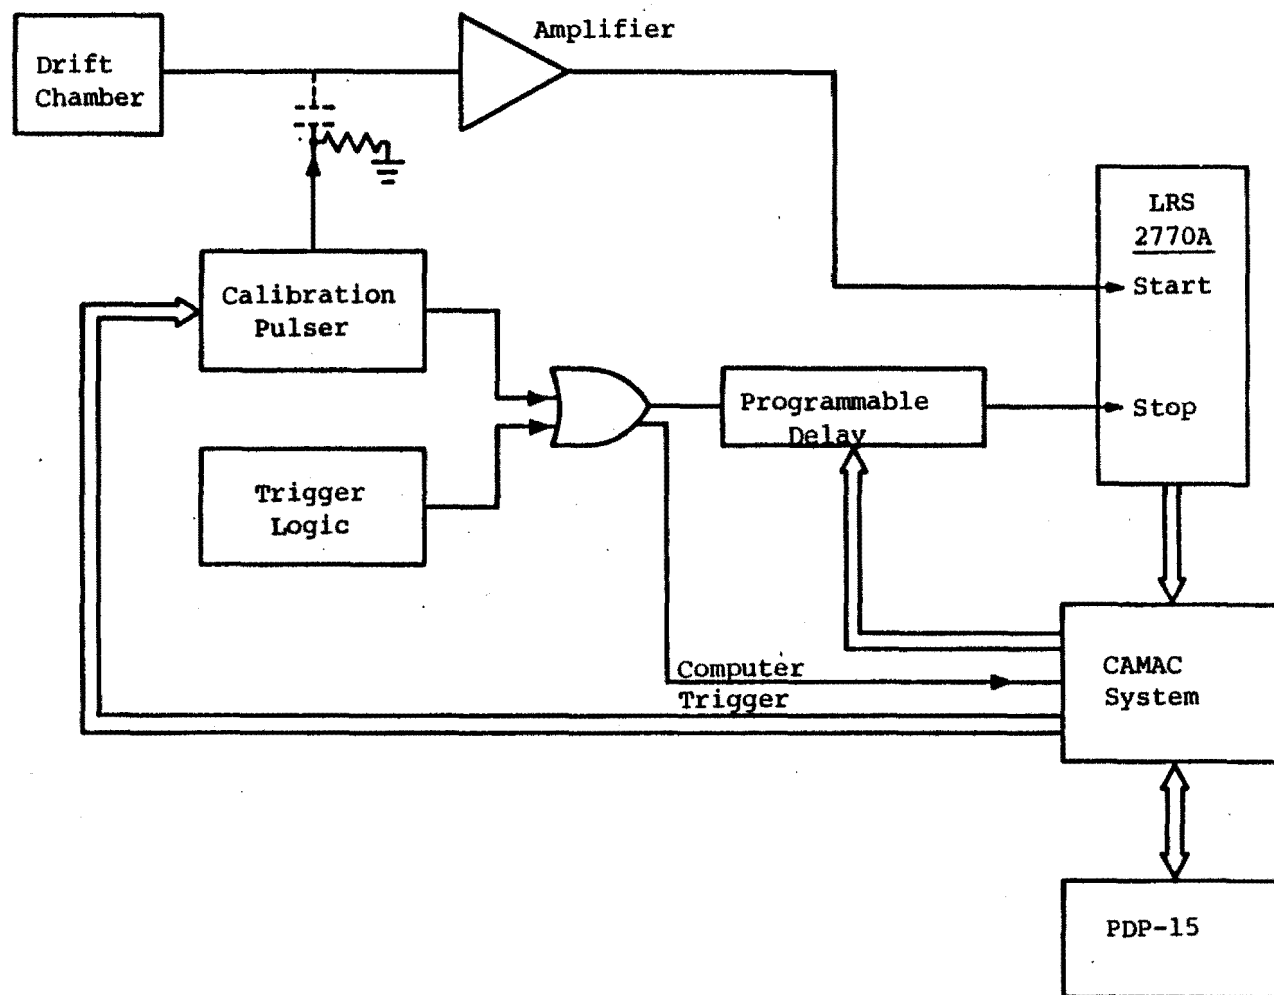 Drift
Chamber
Amplifier
LRS
2770A
Start
Calibration
Pulser
Programmable
Delay
Stop
Trigger
Logic
Computer
Trigger
CAMAC
System
PDP-15